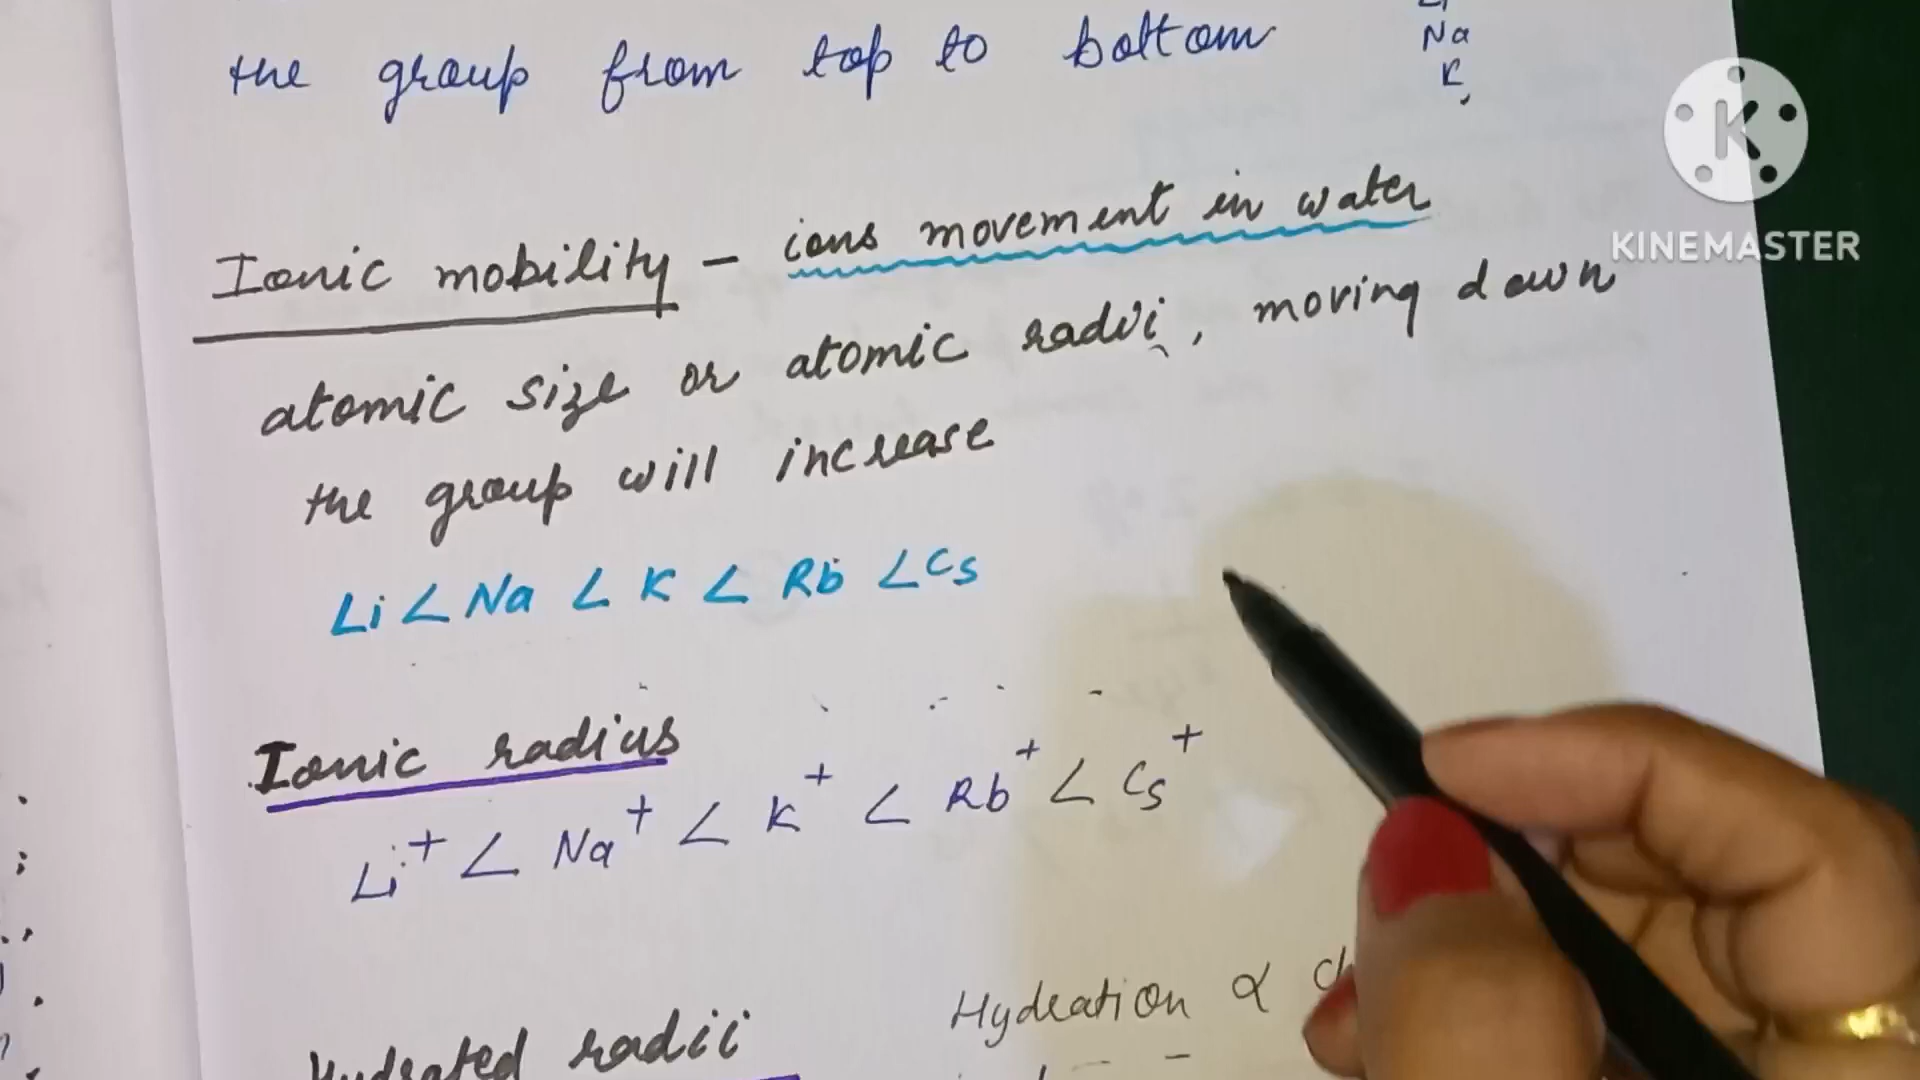 the group from top to bottom
Na
K,
KINEMASTER
Ionic mobility - ions movement in water
atomic size or atomic radii, moving down
the group will increase
Li < Na < K < Rb < Cs
Ionic radius
Li+ < Na+ < K+ < Rb+ < Cs+
Hydration ∝
Hydrated radii